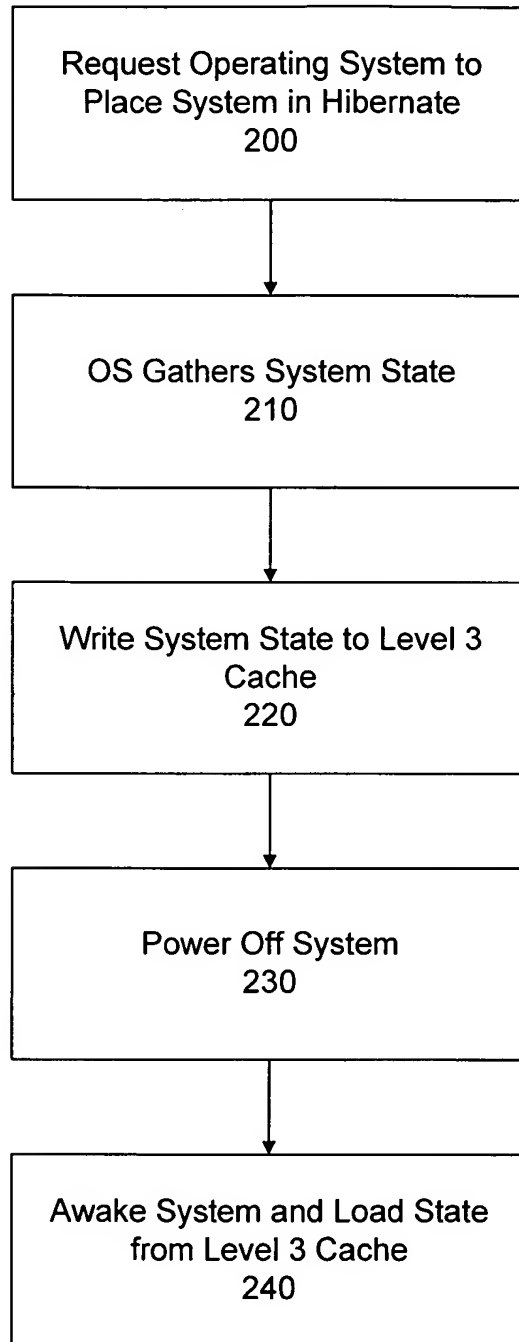 Request Operating System to
Place System in Hibernate
200
OS Gathers System State
210
Write System State to Level 3
Cache
220
Power Off System
230
Awake System and Load State
from Level 3 Cache
240